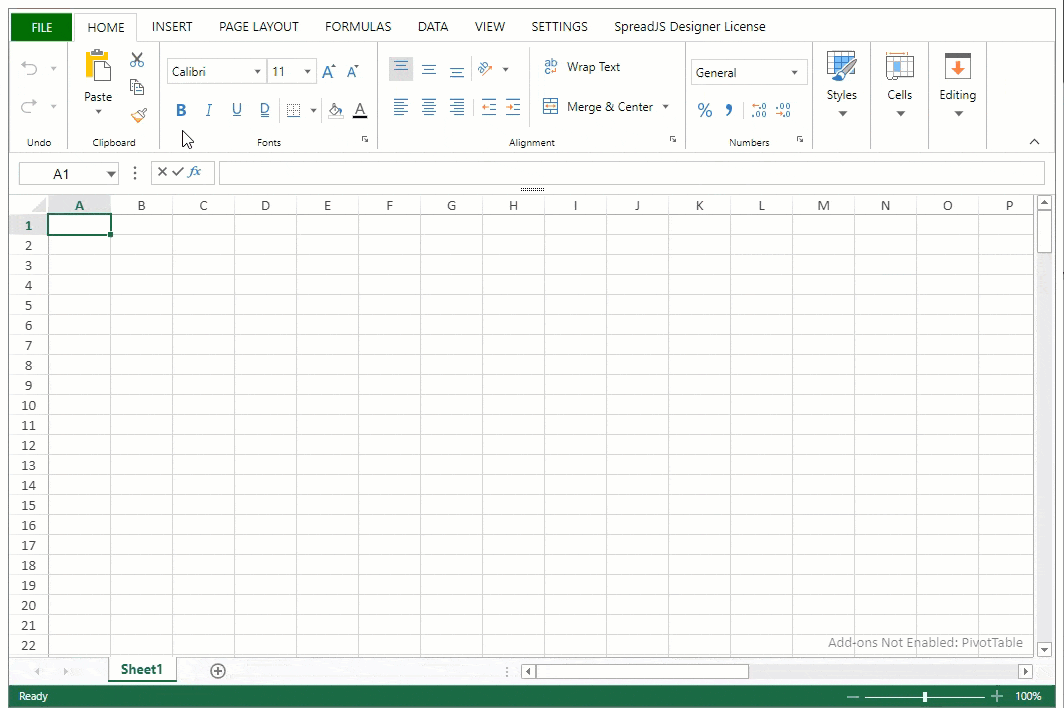 FILE HOME INSERT PAGE LAYOUT FORMULAS DATA VIEW SETTINGS SpreadJS Designer License
Paste
Calibri 11
B I U D A
Wrap Text
Merge & Center
General
% , .00 .00
Styles
Cells
Editing
Undo Clipboard Fonts Alignment Numbers
A1 fx
A B C D E F G H I J K L M N O P
1
2
3
4
5
6
7
8
9
10
11
12
13
14
15
16
17
18
19
20
21
22
Add-ons Not Enabled: PivotTable
Sheet1
Ready 100%